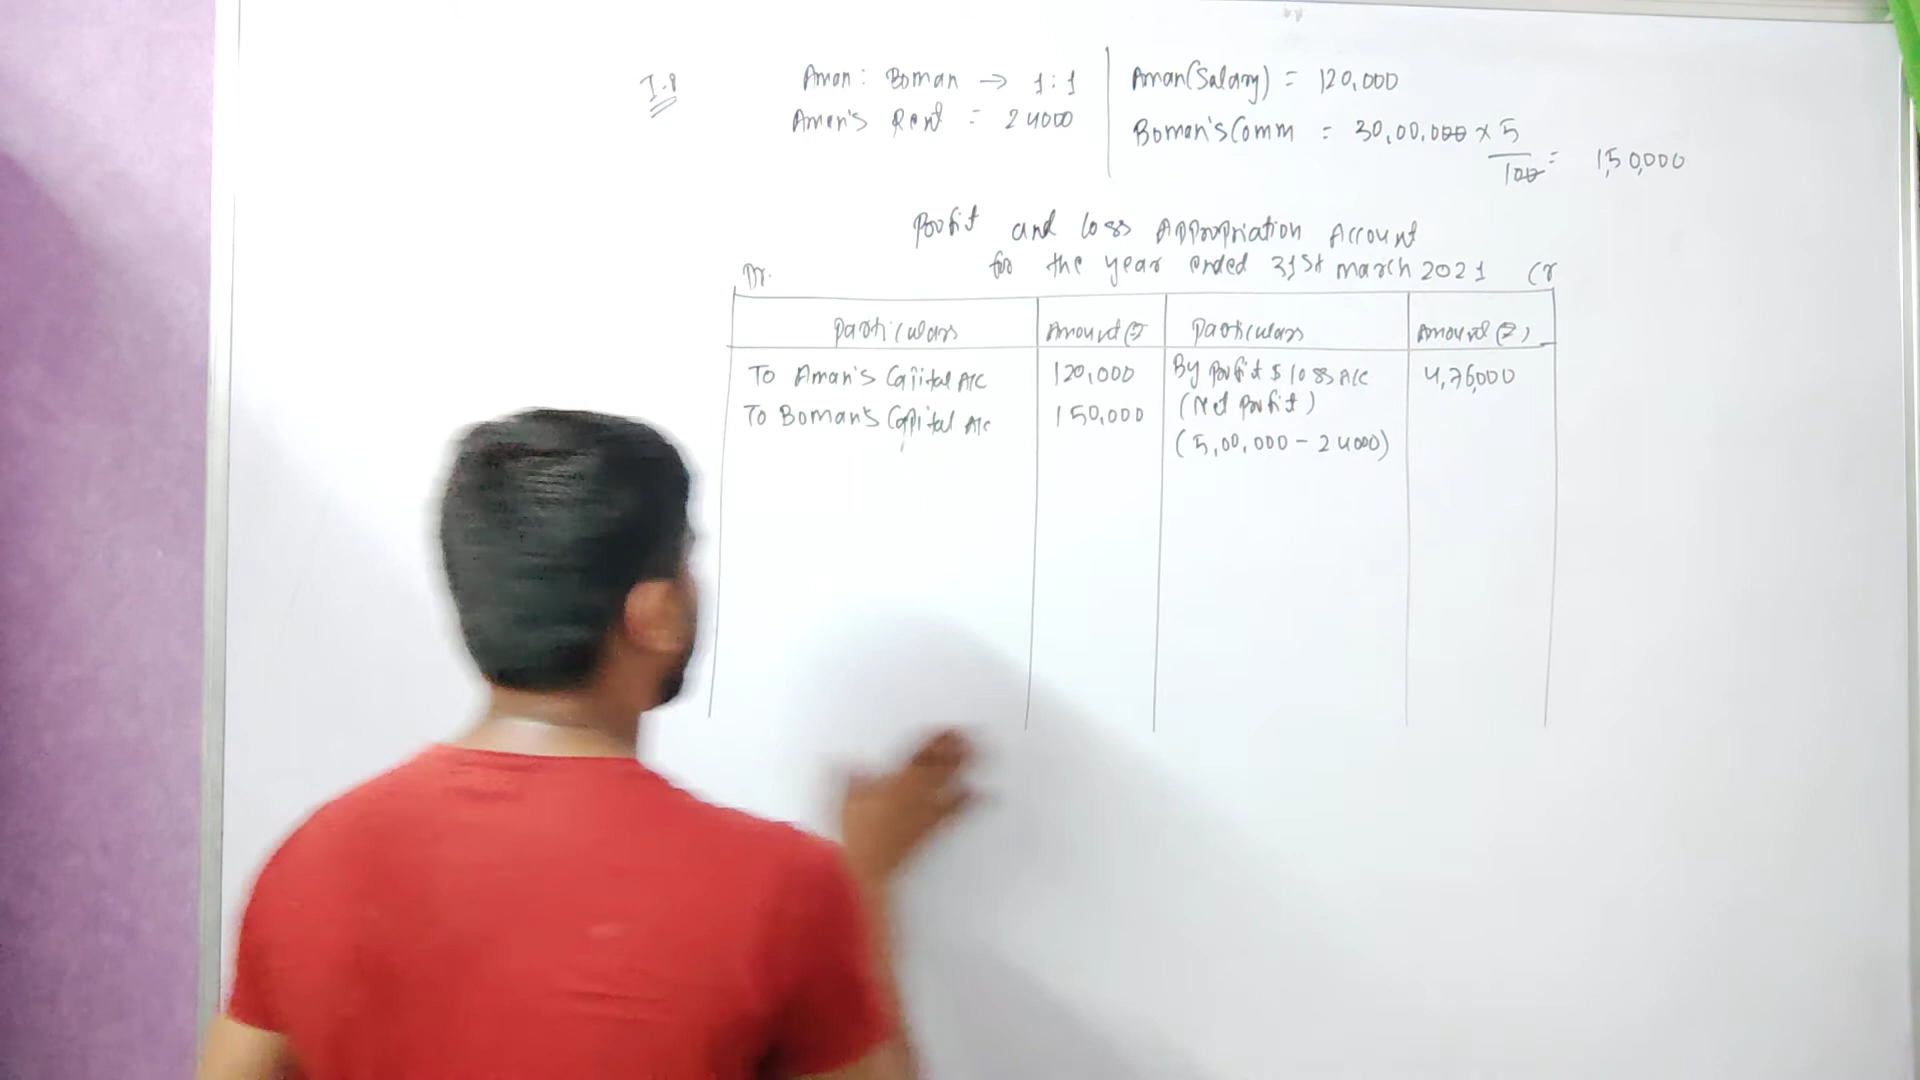 I.8
Aman : Boman → 1:1
Aman's Rent = 24000
Aman(Salary) = 120,000
Boman's Comm = 30,00,000 × 5
100 = 1,50,000
Profit and loss Appropriation Account
for the year ended 31st march 2021
Dr.
Cr
Particulars Amount(₹ Particulars Amount(₹)
To Aman's Capital A/C 120,000 By Profit & loss A/C 4,76,000
To Boman's Capital A/c 150,000 (Net Profit)
(5,00,000 - 24000)